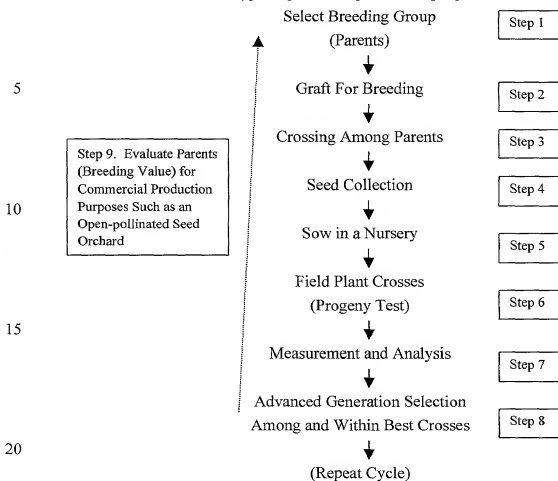 Select Breeding Group
(Parents)
Step 1
5
Graft For Breeding
Step 2
Crossing Among Parents
Step 3
Step 9. Evaluate Parents
(Breeding Value) for
Commercial Production
Purposes Such as an
Open-pollinated Seed
Orchard
Seed Collection
Step 4
10
Sow in a Nursery
Step 5
Field Plant Crosses
(Progeny Test)
Step 6
15
Measurement and Analysis
Step 7
Advanced Generation Selection
Among and Within Best Crosses
Step 8
20
(Repeat Cycle)